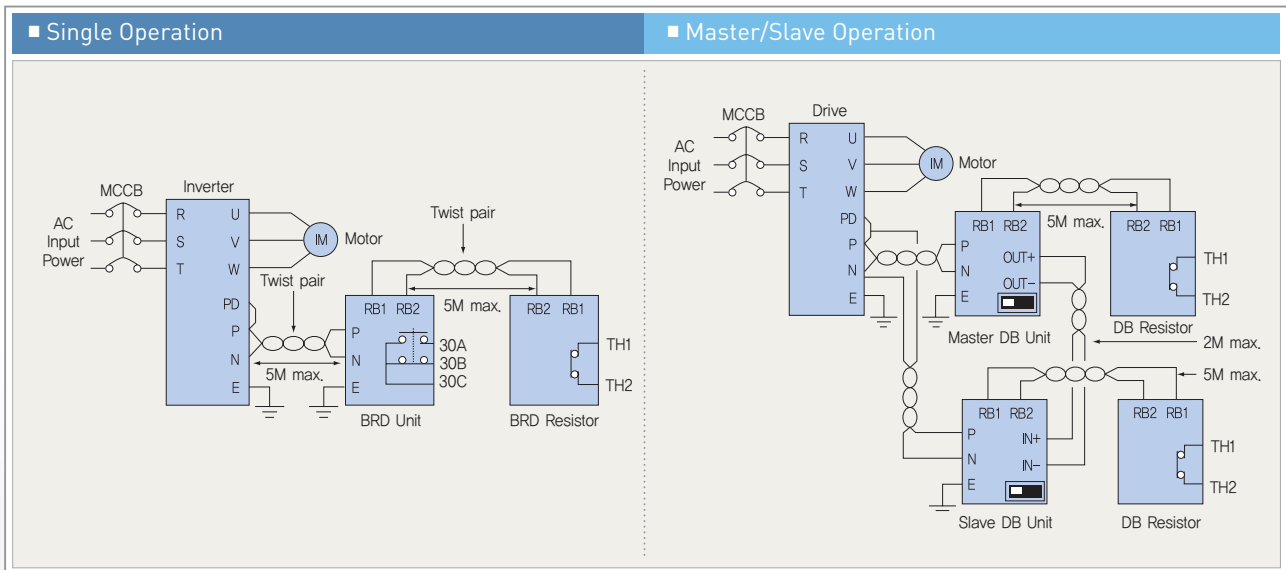 ■ Single Operation
■ Master/Slave Operation
MCCB
Inverter
AC
Input
Power
R
S
T
U
V
W
PD
P
N
E
IM
Motor
Twist pair
5M max.
Twist pair
5M max.
RB1
RB2
P
N
E
30A
30B
30C
BRD Unit
RB2
RB1
TH1
TH2
BRD Resistor
MCCB
Drive
AC
Input
Power
R
S
T
U
V
W
PD
P
N
E
IM
Motor
RB1
RB2
P
N
E
OUT+
OUT-
Master DB Unit
5M max.
RB2
RB1
TH1
TH2
DB Resistor
2M max.
5M max.
RB1
RB2
P
N
E
IN+
IN-
Slave DB Unit
RB2
RB1
TH1
TH2
DB Resistor